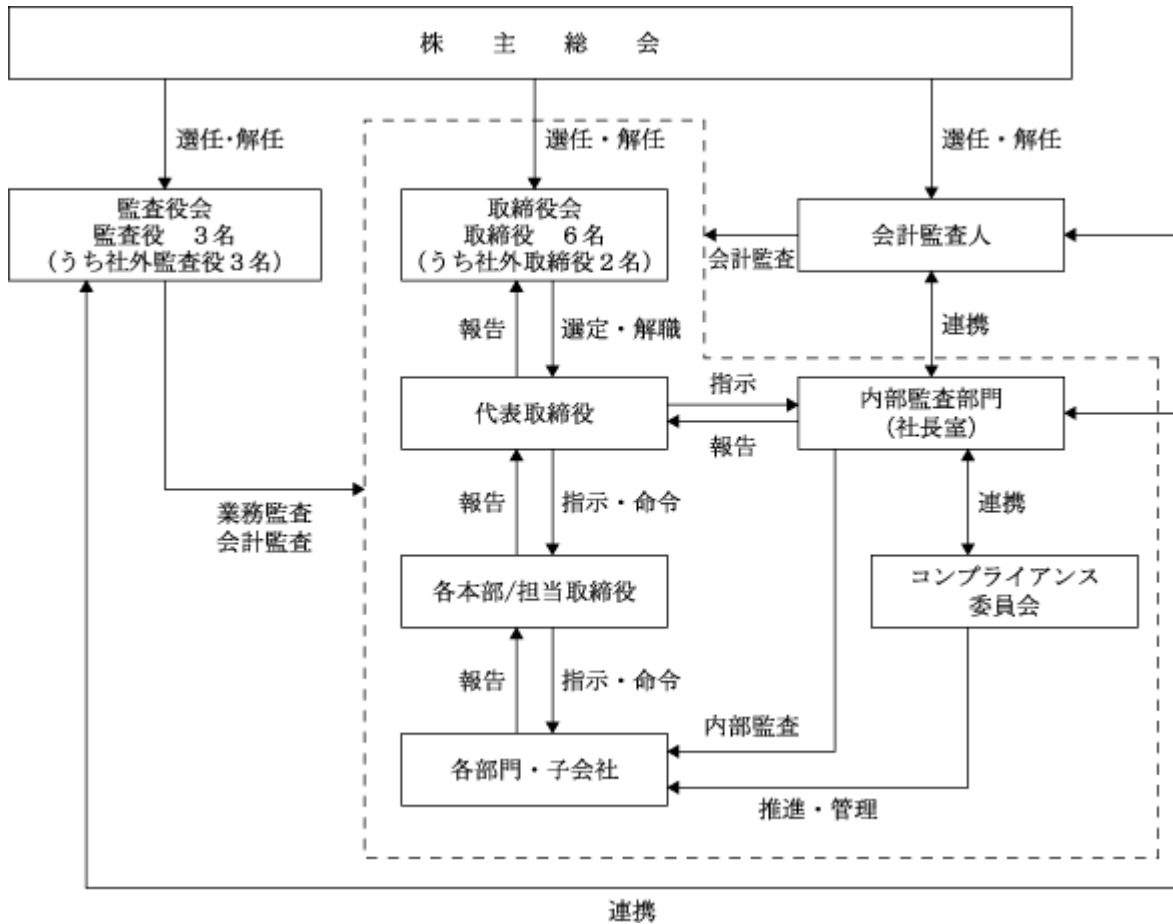 株 主 総 会
選任・解任
選任・解任
選任・解任
監査役会
監査役 3名
(うち社外監査役3名)
取締役会
取締役 6名
(うち社外取締役2名)
会計監査人
会計監査
報告
選定・解職
連携
代表取締役
指示
報告
内部監査部門
(社長室)
業務監査
会計監査
報告
指示・命令
連携
各本部/担当取締役
コンプライアンス
委員会
報告
指示・命令
内部監査
各部門・子会社
推進・管理
連携